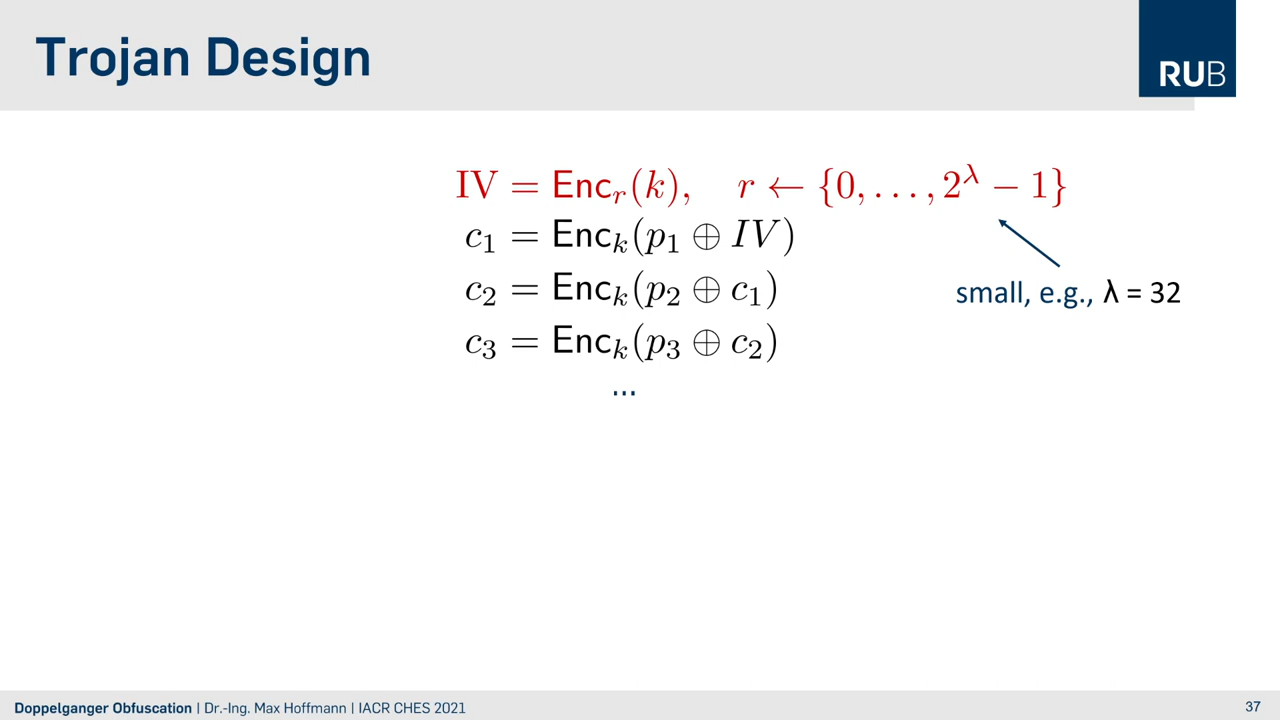 Trojan Design
RUB
IV = Enc_r(k),   r ← {0, . . . , 2^λ − 1}
c_1 = Enc_k(p_1 ⊕ IV)
c_2 = Enc_k(p_2 ⊕ c_1)
small, e.g., λ = 32
c_3 = Enc_k(p_3 ⊕ c_2)
...
Doppelganger Obfuscation | Dr.-Ing. Max Hoffmann | IACR CHES 2021
37